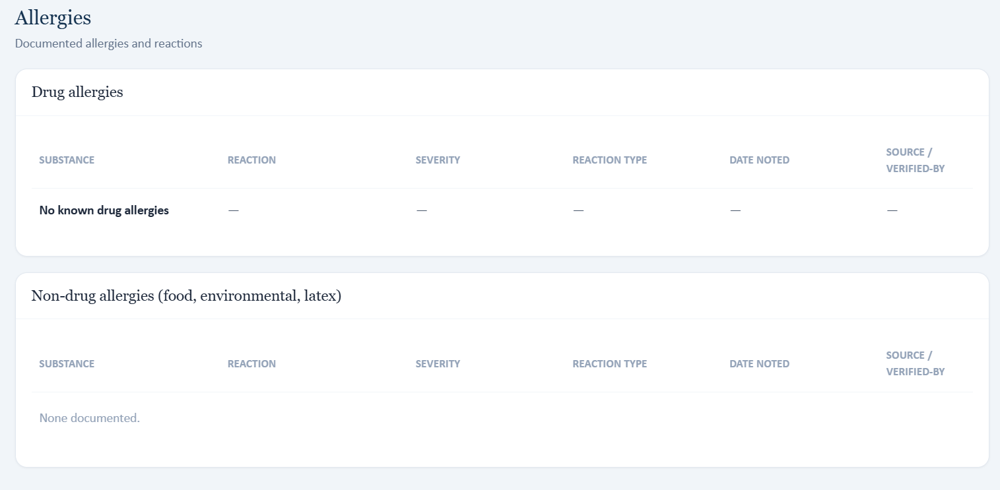 Allergies
Documented allergies and reactions
Drug allergies
SUBSTANCE REACTION SEVERITY REACTION TYPE DATE NOTED SOURCE / VERIFIED-BY
No known drug allergies — — — — —
Non-drug allergies (food, environmental, latex)
SUBSTANCE REACTION SEVERITY REACTION TYPE DATE NOTED SOURCE / VERIFIED-BY
None documented.